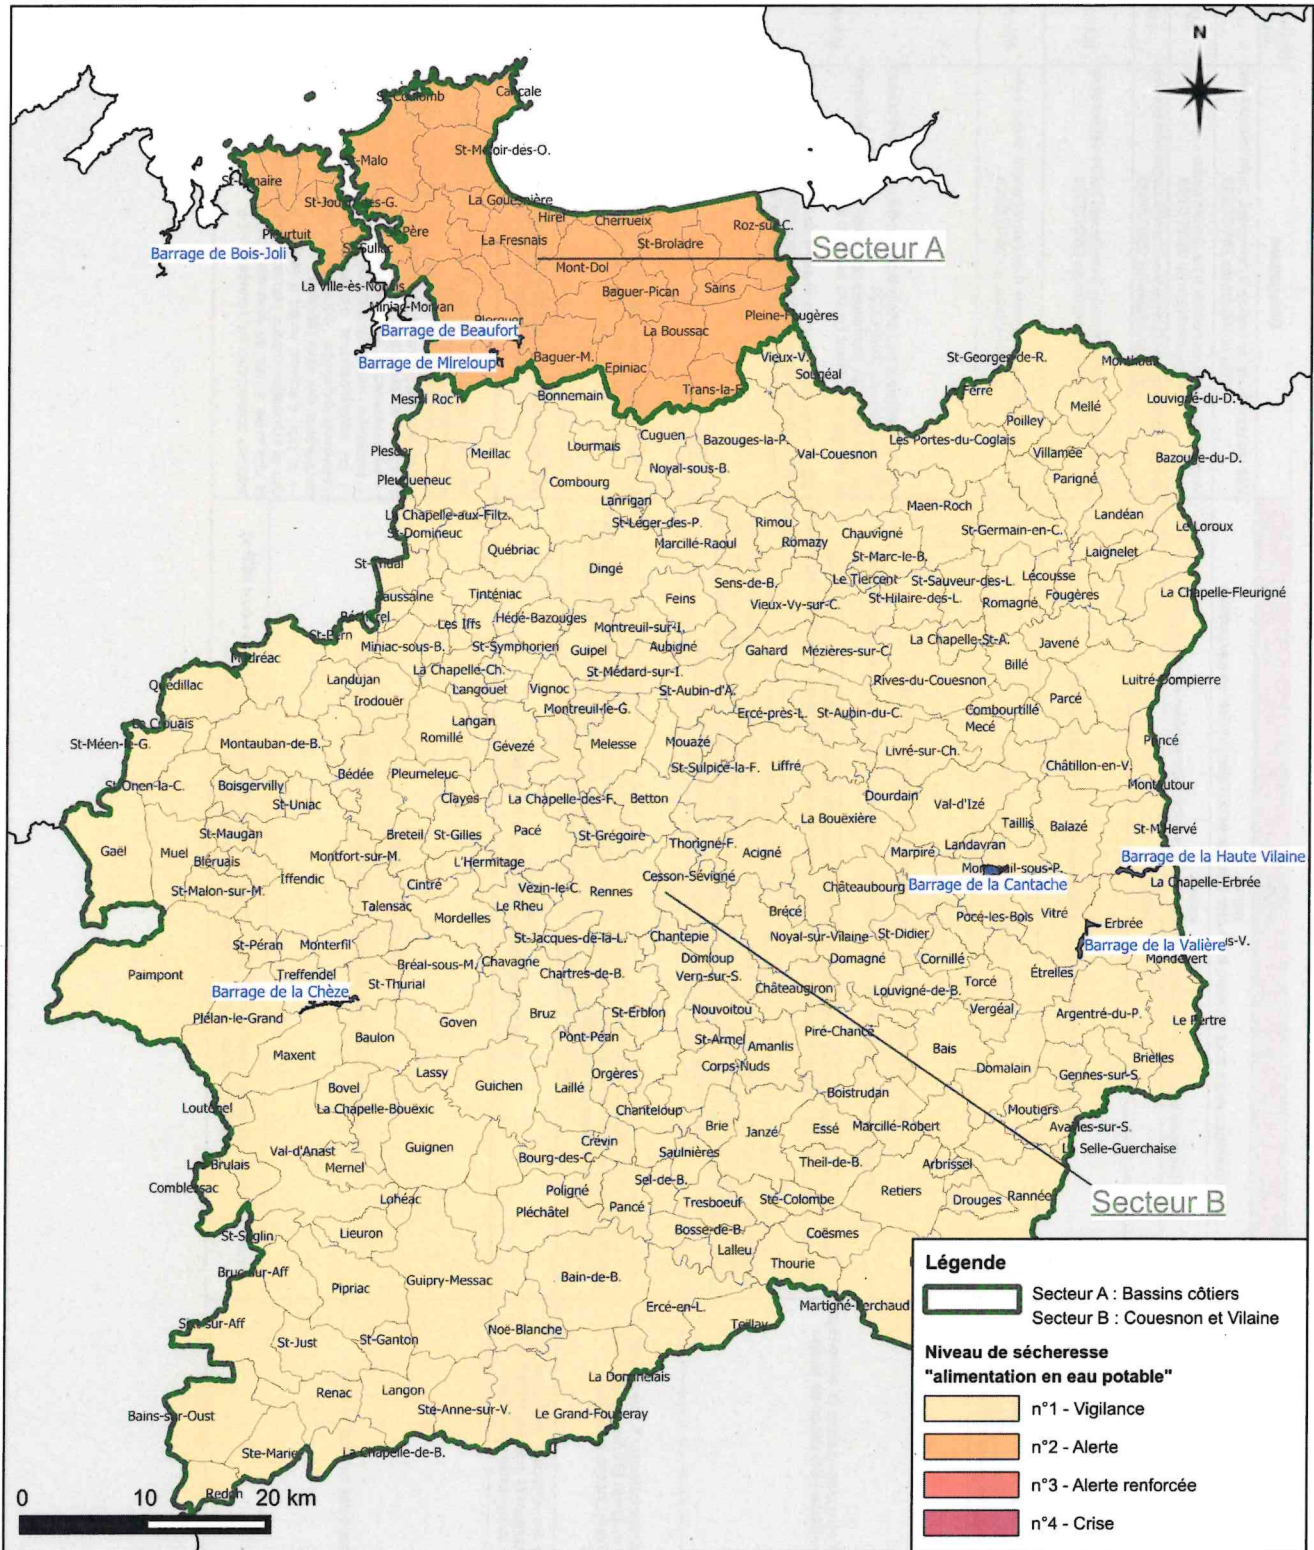 N
St-Coulomb
Cancale
St-Malo
St-Méloir-des-O.
St-Lunaire
St-Jouan-des-G.
La Gouesnière
Hirel
Cherrueix
Roz-sur-C.
Pleurtuit
St-Père
La Fresnais
St-Broladre
Secteur A
Barrage de Bois-Joli
St-Suliac
Mont-Dol
La Ville-ès-Nonais
Baguer-Pican
Sains
Miniac-Morvan
Plerguer
Pleine-Fougères
Barrage de Beaufort
La Boussac
Barrage de Mireloup
Baguer-M.
Epiniac
Vieux-V.
St-Georges-de-R.
Monthault
Sougéal
Mesnil Roc'h
Bonnemain
Trans-la-F.
Le Ferré
Mellé
Louvigné-du-D.
Poilley
Plesder
Meillac
Lourmais
Cuguen
Bazouges-la-P.
Val-Couesnon
Les Portes-du-Coglais
Villamée
Bazouge-du-D.
Pleugueneuc
Combourg
Noyal-sous-B.
Parigné
La Chapelle-aux-Filtz.
Lanrigan
Maen-Roch
Landéan
St-Domineuc
St-Léger-des-P.
Rimou
Chauvigné
St-Germain-en-C.
Le Loroux
Québriac
Marcillé-Raoul
Romazy
St-Marc-le-B.
Laignelet
St-Thual
Dingé
Sens-de-B.
Le Tiercent
St-Sauveur-des-L.
Lécousse
Tinténiac
Feins
Vieux-Vy-sur-C.
St-Hilaire-des-L.
Romagné
Fougères
La Chapelle-Fleurigné
Bécherel
Les Iffs
Hédé-Bazouges
Montreuil-sur-I.
St-Pern
Miniac-sous-B.
St-Symphorien
Guipel
Aubigné
Gahard
Mézières-sur-C.
La Chapelle-St-A.
Javené
Médréac
La Chapelle-Ch.
St-Médard-sur-I.
Billé
Quédillac
Landujan
Langouet
Vignoc
St-Aubin-d'A.
Rives-du-Couesnon
Luitré-Dompierre
Irodouer
Montreuil-le-G.
Ercé-près-L.
St-Aubin-du-C.
Combourtillé
Parcé
La Crouais
Langan
Mecé
St-Méen-le-G.
Montauban-de-B.
Romillé
Gévezé
Melesse
Mouazé
Livré-sur-Ch.
Princé
St-Onen-la-C.
Boisgervilly
Bédée
Pleumeleuc
St-Sulpice-la-F.
Liffré
Châtillon-en-V.
St-Uniac
Clayes
La Chapelle-des-F.
Betton
Dourdain
Val-d'Izé
Montautour
St-Maugan
Breteil
St-Gilles
Pacé
St-Grégoire
La Bouëxière
Taillis
Balazé
St-M'Hervé
Gaël
Muel
Bléruais
Montfort-sur-M.
L'Hermitage
Thorigné-F.
Acigné
Marpiré
Landavran
Barrage de la Haute Vilaine
St-Malon-sur-M.
Iffendic
Cintré
Vezin-le-C.
Rennes
Cesson-Sévigné
Châteaubourg
Montreuil-sous-P.
Barrage de la Cantache
La Chapelle-Erbrée
Talensac
Mordelles
Le Rheu
Brécé
Pocé-les-Bois
Vitré
Erbrée
St-Péran
Monterfil
St-Jacques-de-la-L.
Chantepie
Noyal-sur-Vilaine
St-Didier
Barrage de la Valière
Paimpont
Treffendel
Bréal-sous-M.
Chavagne
Chartres-de-B.
Domloup
Domagné
Cornillé
Mondevert
Barrage de la Chèze
St-Thurial
Vern-sur-S.
Châteaugiron
Louvigné-de-B.
Torcé
Étrelles
Plélan-le-Grand
Goven
Bruz
St-Erblon
Nouvoitou
Vergéal
Argentré-du-P.
Le Pertre
Baulon
Pont-Péan
St-Armel
Amanlis
Piré-Chancé
Maxent
Lassy
Orgères
Corps-Nuds
Bais
Domalain
Brielles
Gennes-sur-S.
Bovel
Guichen
Laillé
Boistrudan
Loutehel
La Chapelle-Bouëxic
Chanteloup
Moutiers
Brie
Janzé
Essé
Marcillé-Robert
Availles-sur-S.
Val-d'Anast
Guignen
Crévin
Saulnières
La Selle-Guerchaise
Les Brulais
Mernel
Bourg-des-C.
Theil-de-B.
Arbrissel
Comblessac
Lohéac
Poligné
Sel-de-B.
Tresboeuf
Ste-Colombe
Retiers
Drouges
Rannée
Pléchâtel
Pancé
Secteur B
St-Séglin
Lieuron
Bosse-de-B.
Coësmes
Lalleu
Bruc-sur-Aff
Pipriac
Guipry-Messac
Bain-de-B.
Thourie
Ercé-en-L.
Martigné-Ferchaud
Sixt-sur-Aff
St-Just
St-Ganton
Noë-Blanche
Teillay
La Dominelais
Renac
Langon
Bains-sur-Oust
Ste-Anne-sur-V.
Le Grand-Fougeray
Ste-Marie
La Chapelle-de-B.
Redon
0 10 20 km
Légende
Secteur A : Bassins côtiers
Secteur B : Couesnon et Vilaine
Niveau de sécheresse
"alimentation en eau potable"
n°1 - Vigilance
n°2 - Alerte
n°3 - Alerte renforcée
n°4 - Crise